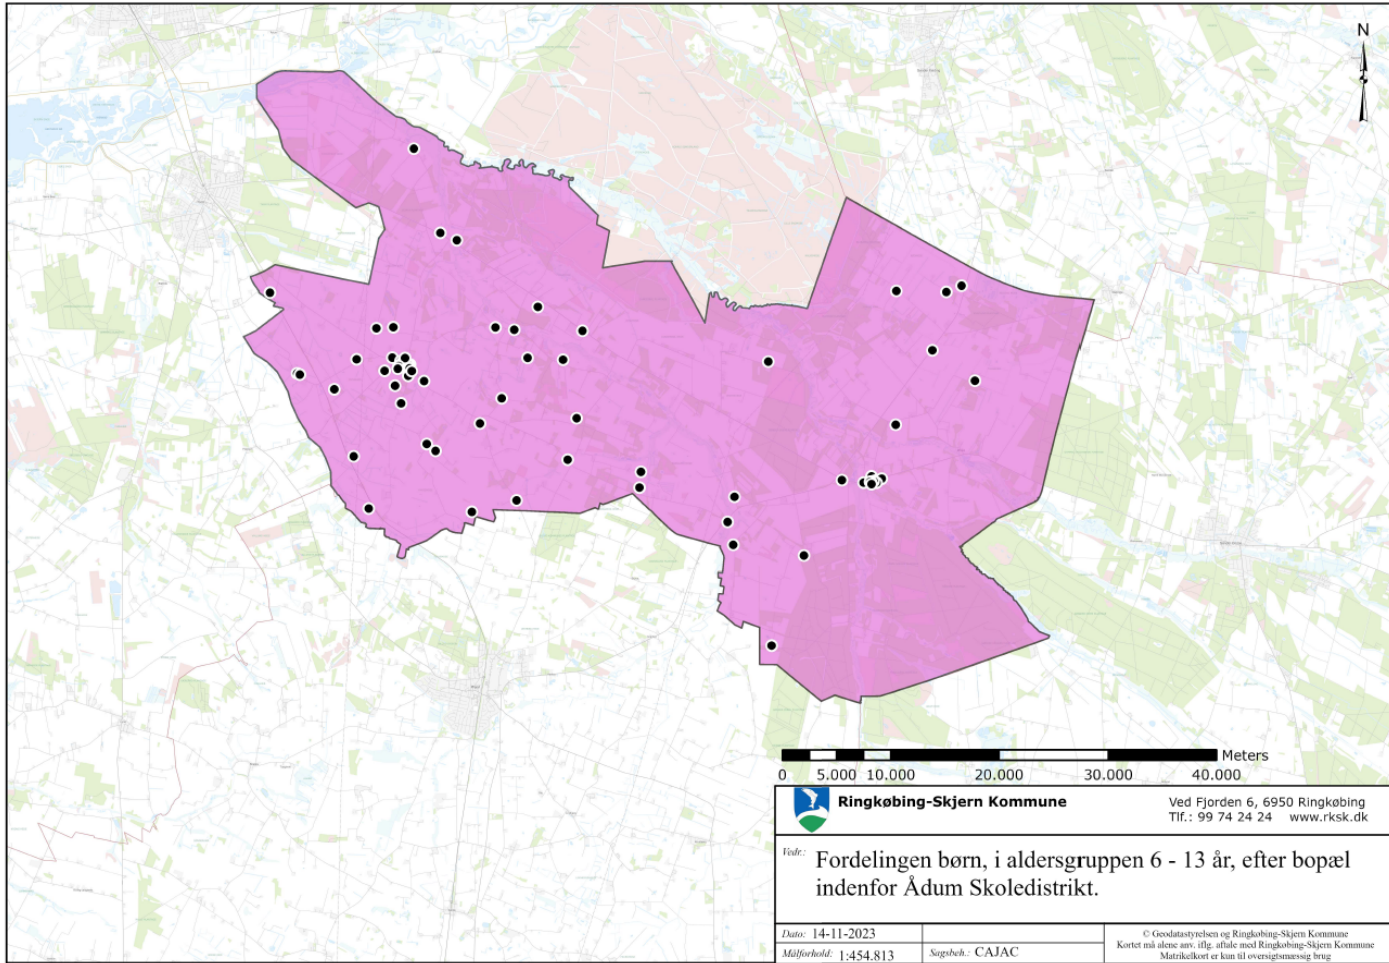 N
Meters
0 5.000 10.000 20.000 30.000 40.000
Ringkøbing-Skjern Kommune
Ved Fjorden 6, 6950 Ringkøbing
Tlf.: 99 74 24 24 www.rksk.dk
Vedr.: Fordelingen børn, i aldersgruppen 6 - 13 år, efter bopæl
indenfor Ådum Skoledistrikt.
Dato: 14-11-2023
Målforhold: 1:454.813
Sagsbeh.: CAJAC
© Geodatastyrelsen og Ringkøbing-Skjern Kommune
Kortet må alene anv. iflg. aftale med Ringkøbing-Skjern Kommune
Matrikelkort er kun til oversigtsmæssig brug